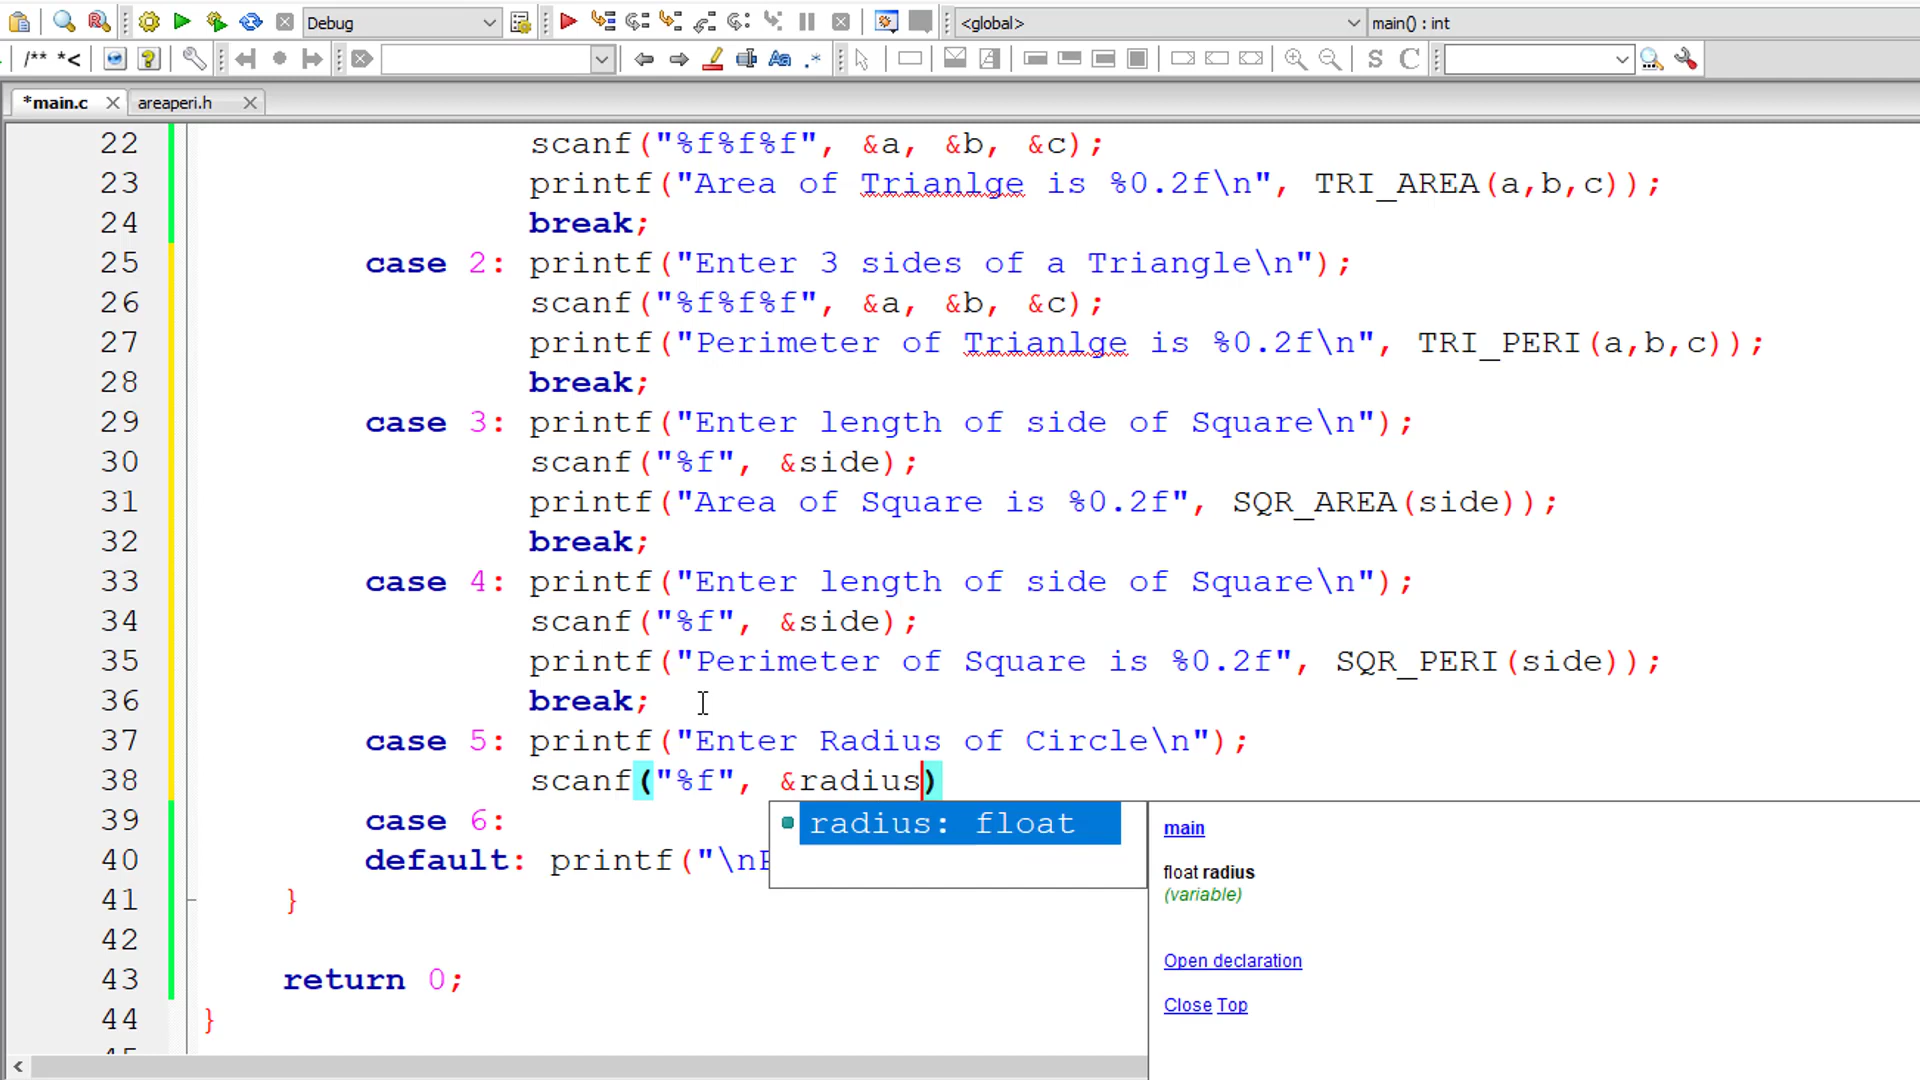 Debug <global> main() : int
/** *<
*main.c areaperi.h
22 scanf("%f%f%f", &a, &b, &c);
23 printf("Area of Trianlge is %0.2f\n", TRI_AREA(a,b,c));
24 break;
25 case 2: printf("Enter 3 sides of a Triangle\n");
26 scanf("%f%f%f", &a, &b, &c);
27 printf("Perimeter of Trianlge is %0.2f\n", TRI_PERI(a,b,c));
28 break;
29 case 3: printf("Enter length of side of Square\n");
30 scanf("%f", &side);
31 printf("Area of Square is %0.2f", SQR_AREA(side));
32 break;
33 case 4: printf("Enter length of side of Square\n");
34 scanf("%f", &side);
35 printf("Perimeter of Square is %0.2f", SQR_PERI(side));
36 break;
37 case 5: printf("Enter Radius of Circle\n");
38 scanf("%f", &radius)
39 case 6:
radius: float
main
40 default: printf("\n
float radius
(variable)
41 }
42
Open declaration
43 return 0;
Close Top
44 }